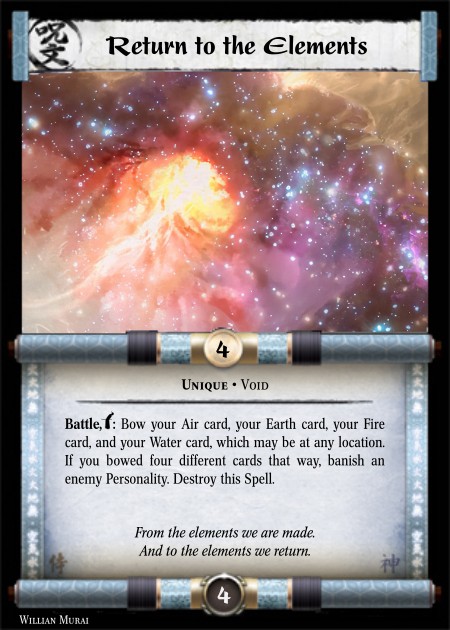 呪文
Return to the Elements
4
Unique • Void
Battle, : Bow your Air card, your Earth card, your Fire
card, and your Water card, which may be at any location.
If you bowed four different cards that way, banish an
enemy Personality. Destroy this Spell.
From the elements we are made.
And to the elements we return.
神
4
Willian Murai